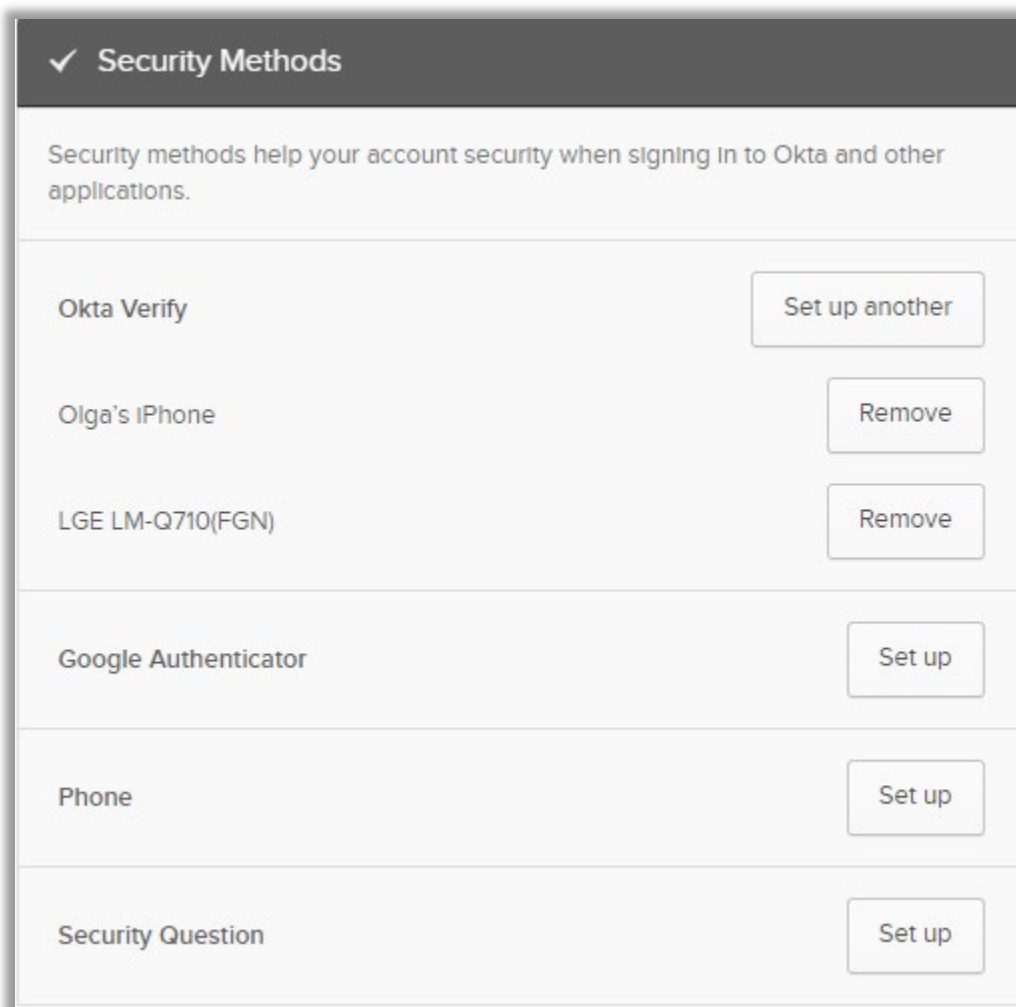 Security Methods
Security methods help your account security when signing in to Okta and other
applications.
Okta Verify
Set up another
Olga's iPhone
Remove
LGE LM-Q710(FGN)
Remove
Google Authenticator
Set up
Phone
Set up
Security Question
Set up